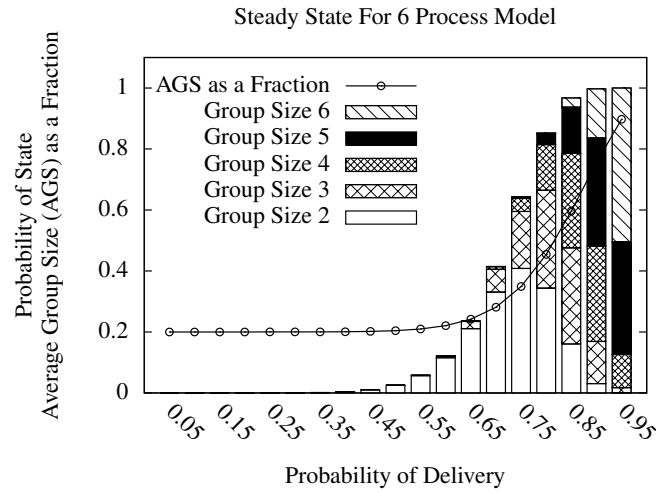 Steady State For 6 Process Model
Probability of State
Average Group Size (AGS) as a Fraction
1
0.8
0.6
0.4
0.2
0
AGS as a Fraction
Group Size 6
Group Size 5
Group Size 4
Group Size 3
Group Size 2
0.05
0.15
0.25
0.35
0.45
0.55
0.65
0.75
0.85
0.95
Probability of Delivery